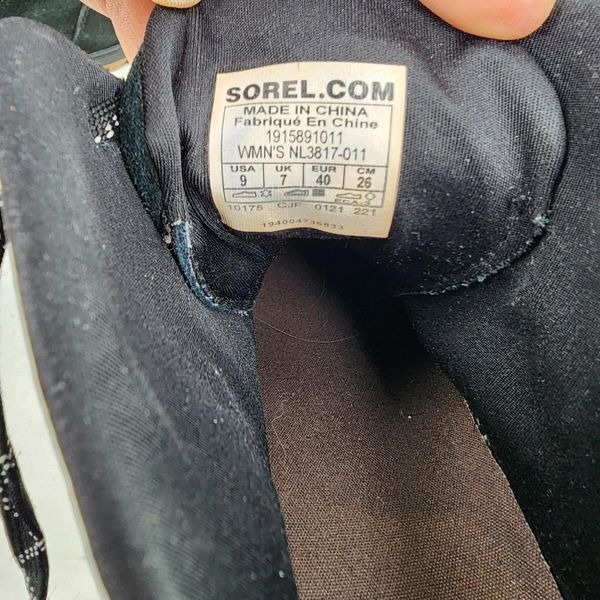 SOREL.COM
MADE IN CHINA
Fabriqué En Chine
1915891011
WMN'S NL3817-011
USA UK EUR CM
9 7 40 26
10175 CJF 0121 221
194004735833